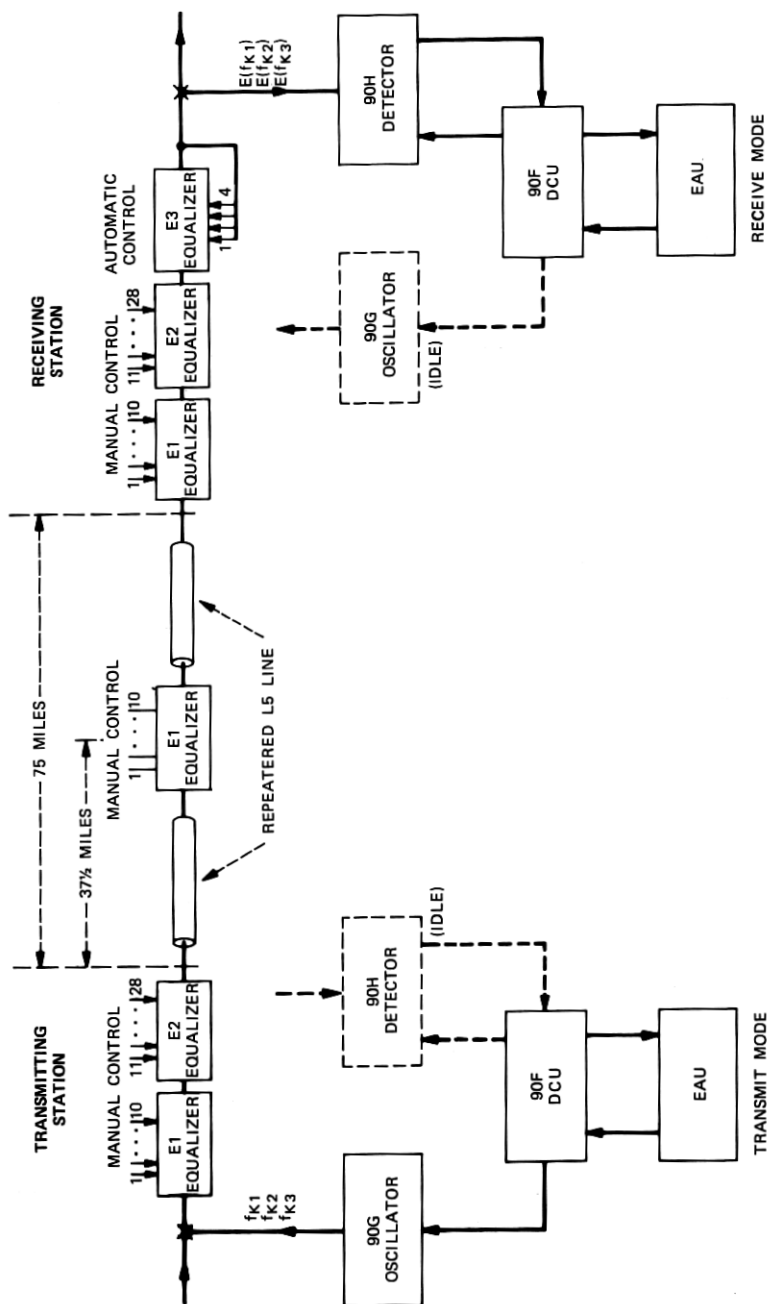 TRANSMITTING
STATION
MANUAL CONTROL
1 . . . 10
11 . . . 28
E1
EQUALIZER
E2
EQUALIZER
75 MILES
37½ MILES
MANUAL CONTROL
1 . . . 10
E1
EQUALIZER
REPEATERED L5 LINE
RECEIVING
STATION
MANUAL CONTROL
1 . . . 10
E1
EQUALIZER
MANUAL CONTROL
11 . . . . 28
E2
EQUALIZER
AUTOMATIC
CONTROL
E3
EQUALIZER
1 4
fK1
fK2
fK3
90G
OSCILLATOR
90H
DETECTOR
(IDLE)
90F
DCU
EAU
TRANSMIT MODE
E(fK1)
E(fK2)
E(fK3)
90G
OSCILLATOR
(IDLE)
90H
DETECTOR
90F
DCU
EAU
RECEIVE MODE